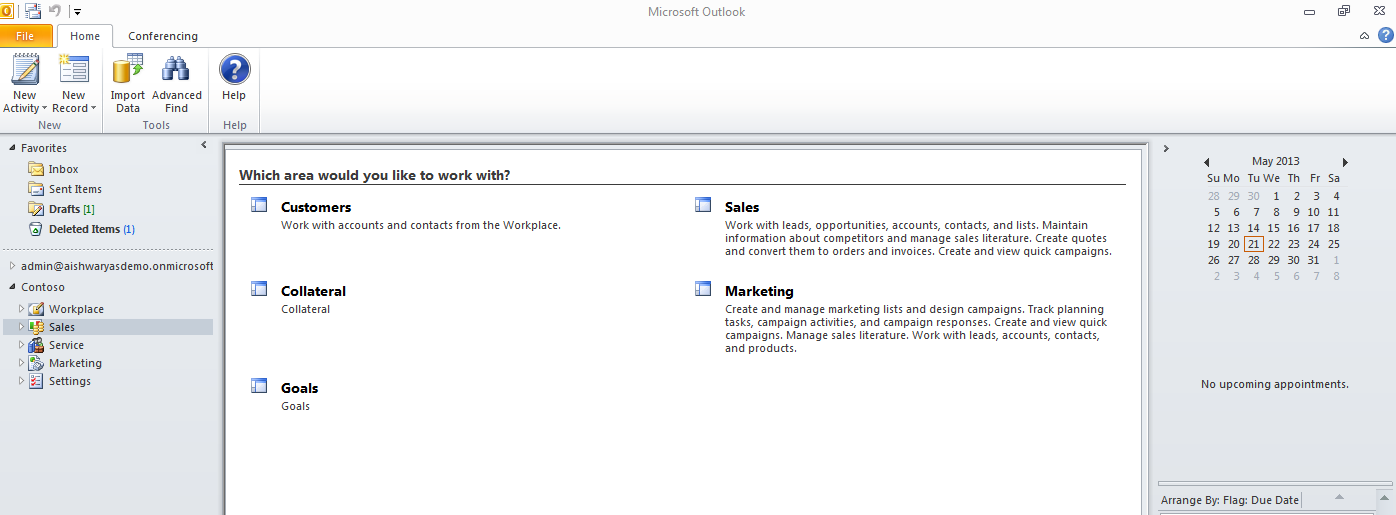 Microsoft Outlook
File
Home
Conferencing
New Activity
New Record
Import Data
Advanced Find
Help
New
Tools
Help
Favorites
Inbox
Sent Items
Drafts [1]
Deleted Items (1)
admin@aishwaryasdemo.onmicrosoft
Contoso
Workplace
Sales
Service
Marketing
Settings
Which area would you like to work with?
Customers
Work with accounts and contacts from the Workplace.
Sales
Work with leads, opportunities, accounts, contacts, and lists. Maintain
information about competitors and manage sales literature. Create quotes
and convert them to orders and invoices. Create and view quick campaigns.
Collateral
Collateral
Marketing
Create and manage marketing lists and design campaigns. Track planning
tasks, campaign activities, and campaign responses. Create and view quick
campaigns. Manage sales literature. Work with leads, accounts, contacts,
and products.
Goals
Goals
May 2013
Su Mo Tu We Th Fr Sa
28 29 30 1 2 3 4
5 6 7 8 9 10 11
12 13 14 15 16 17 18
19 20 21 22 23 24 25
26 27 28 29 30 31 1
2 3 4 5 6 7 8
No upcoming appointments.
Arrange By: Flag: Due Date